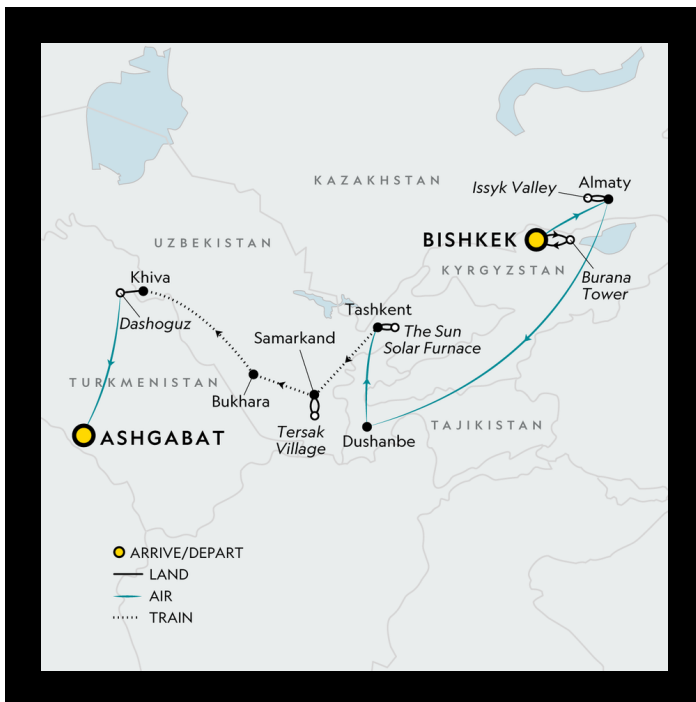 KAZAKHSTAN
Issyk Valley
Almaty
BISHKEK
UZBEKISTAN
KYRGYZSTAN
Burana
Tower
Khiva
Dashoguz
Tashkent
The Sun
Solar Furnace
Samarkand
TURKMENISTAN
Bukhara
ASHGABAT
Tersak
Village
Dushanbe
TAJIKISTAN
ARRIVE/DEPART
LAND
AIR
TRAIN